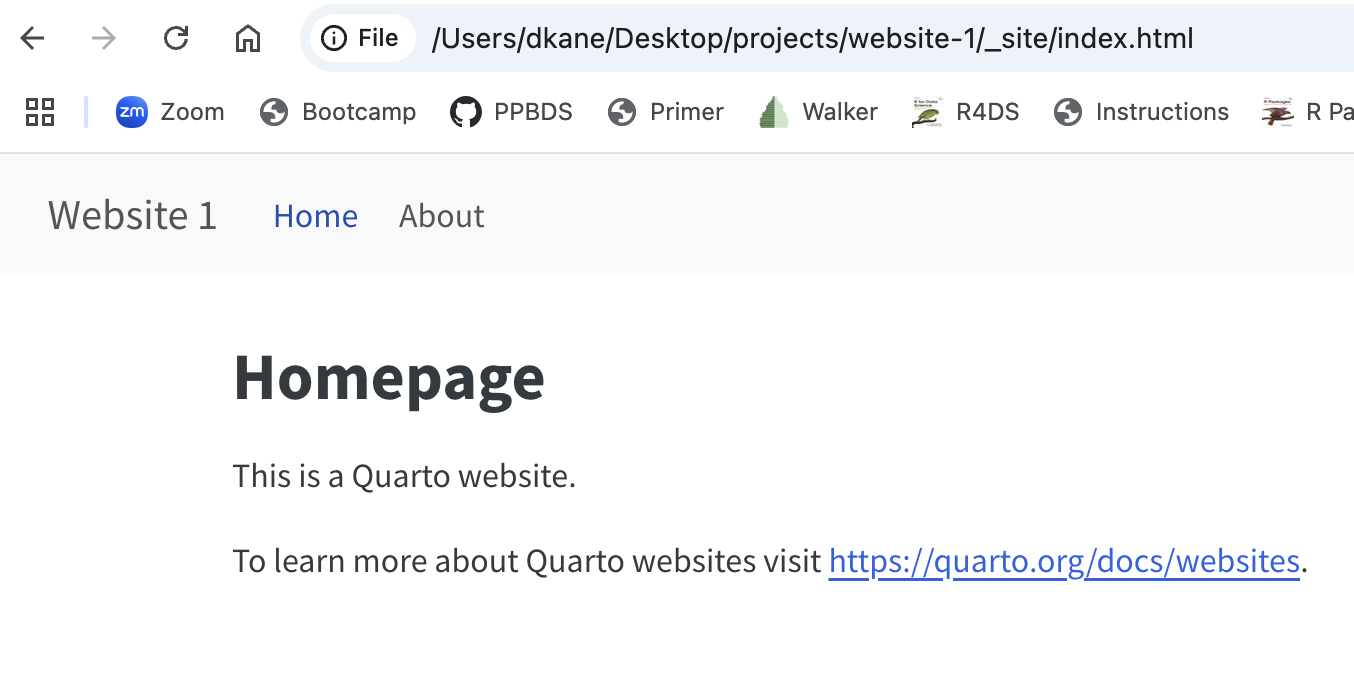 File /Users/dkane/Desktop/projects/website-1/_site/index.html
zm Zoom Bootcamp PPBDS Primer Walker R4DS Instructions R Pa
Website 1 Home About
Homepage
This is a Quarto website.
To learn more about Quarto websites visit https://quarto.org/docs/websites.